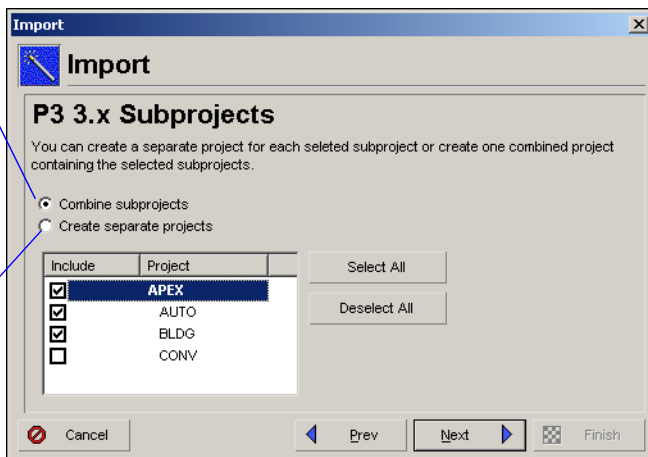 Import
Import
P3 3.x Subprojects
You can create a separate project for each seleted subproject or create one combined project
containing the selected subprojects.
Combine subprojects
Create separate projects
Include Project
APEX
AUTO
BLDG
CONV
Select All
Deselect All
Cancel Prev Next Finish